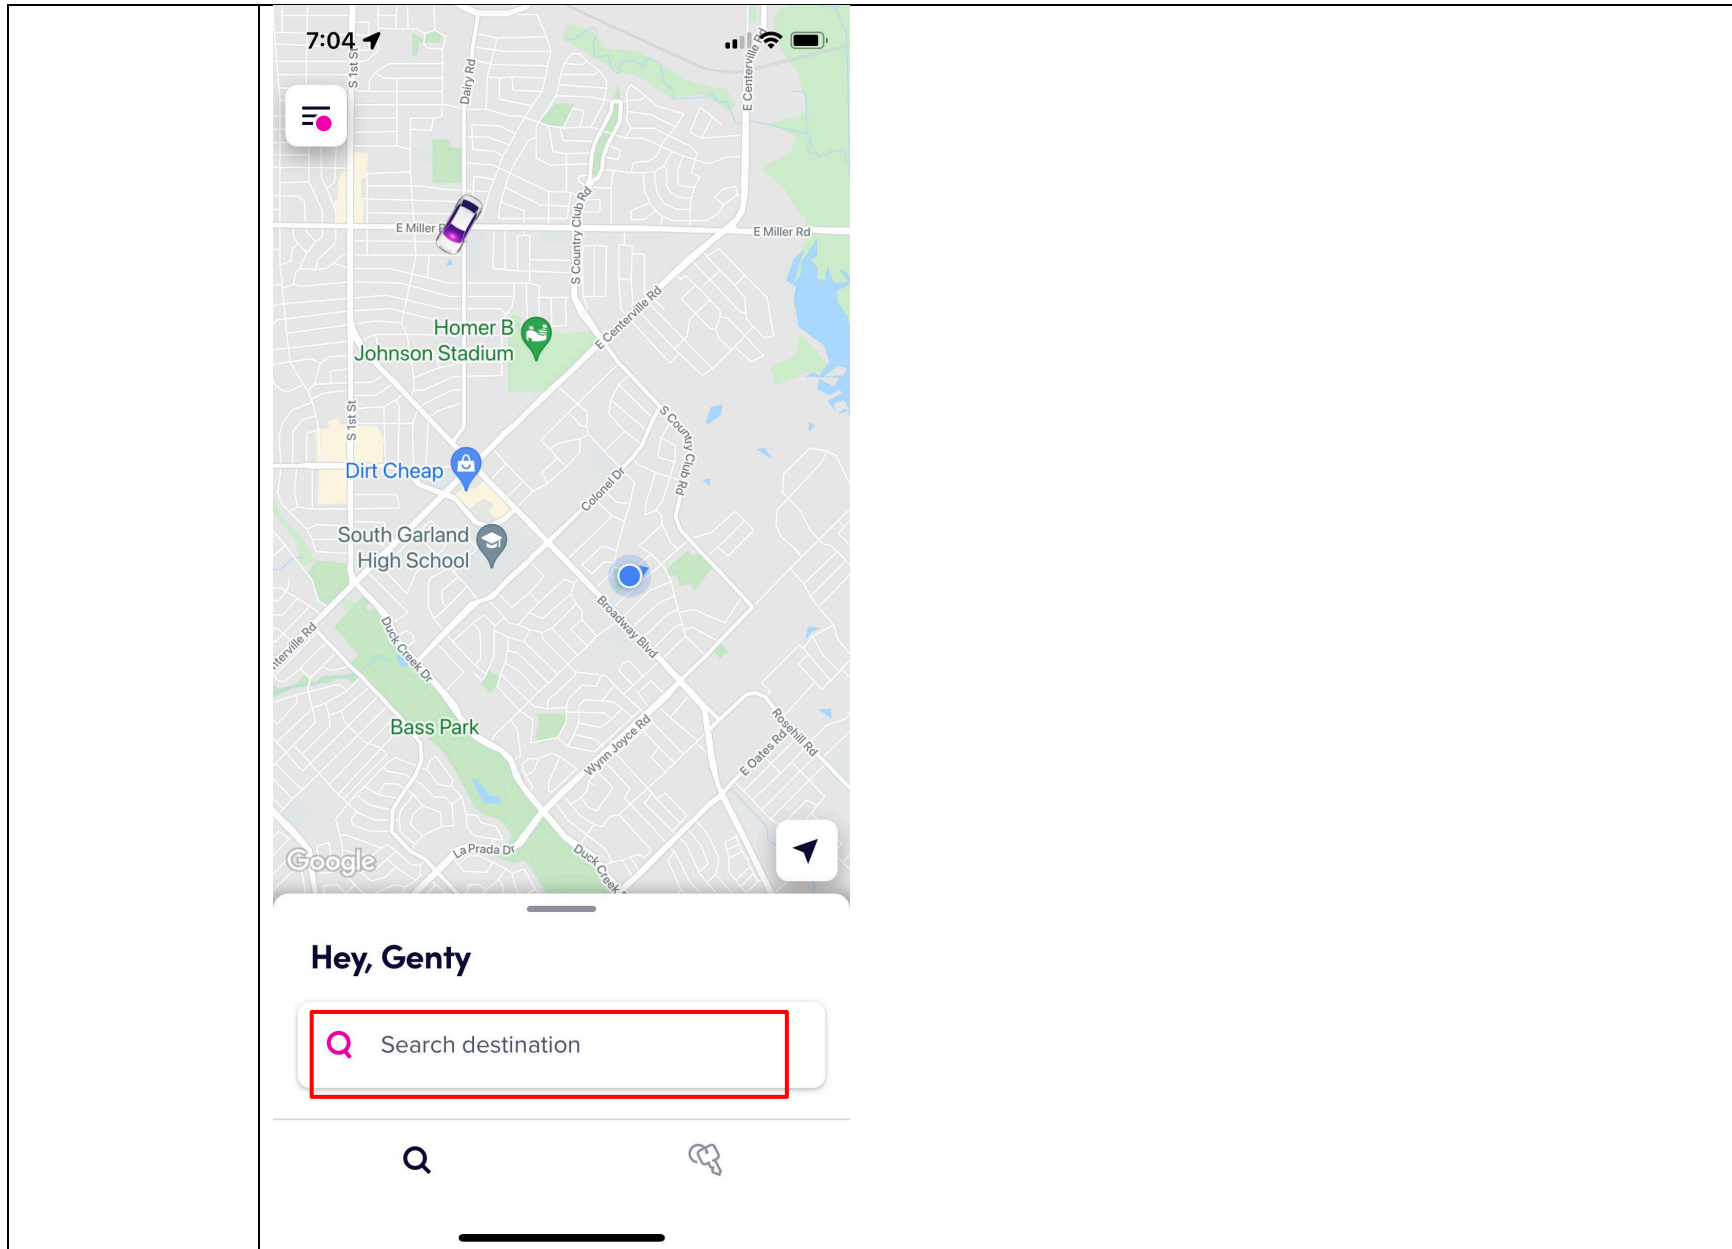 7:04
S 1st St
Dairy Rd
E Centerville Rd
E Miller R
S Country Club Rd
E Miller Rd
E Centerville Rd
Homer B
Johnson Stadium
S 1st St
S Country Club Rd
Dirt Cheap
Colonel Dr
South Garland
High School
Broadway Blvd
nterville Rd
Duck Creek Dr
Bass Park
Wynn Joyce Rd
Rosehill Rd
E Oates Rd
La Prada Dr
Duck Creek
Google
Hey, Genty
Search destination